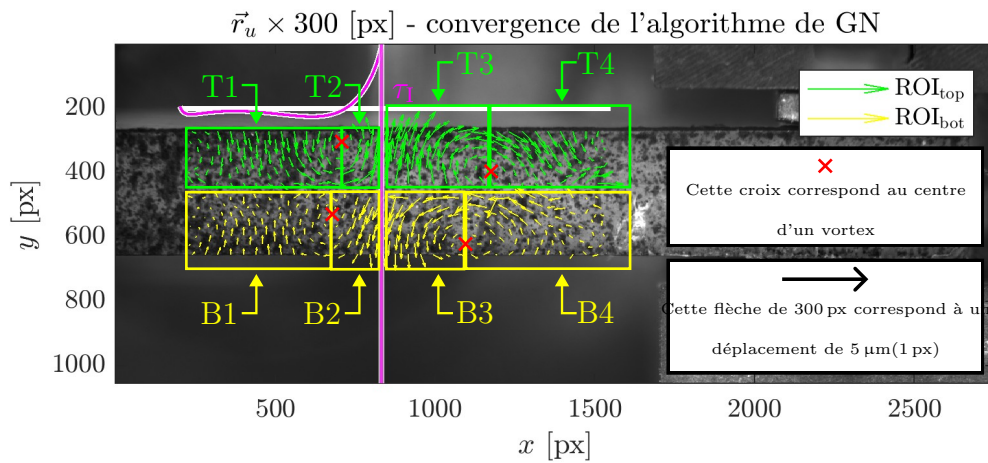 r⃗_u × 300 [px] - convergence de l'algorithme de GN
T1 T2 T3 T4
τ₁
ROI_top
ROI_bot
Cette croix correspond au centre
d'un vortex
Cette flèche de 300 px correspond à un
déplacement de 5 µm(1 px)
B1 B2 B3 B4
200
400
600
800
1000
y [px]
500 1000 1500 2000 2500
x [px]